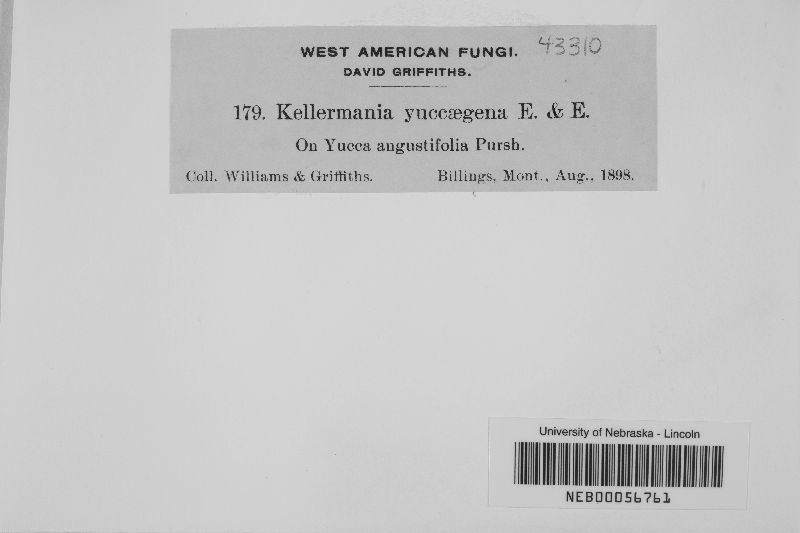 WEST AMERICAN FUNGI. 43310
DAVID GRIFFITHS.
179. Kellermania yuccægena E. & E.
On Yucca angustifolia Pursh.
Coll. Williams & Griffiths. Billings, Mont., Aug., 1898.
University of Nebraska - Lincoln
NEB00056761